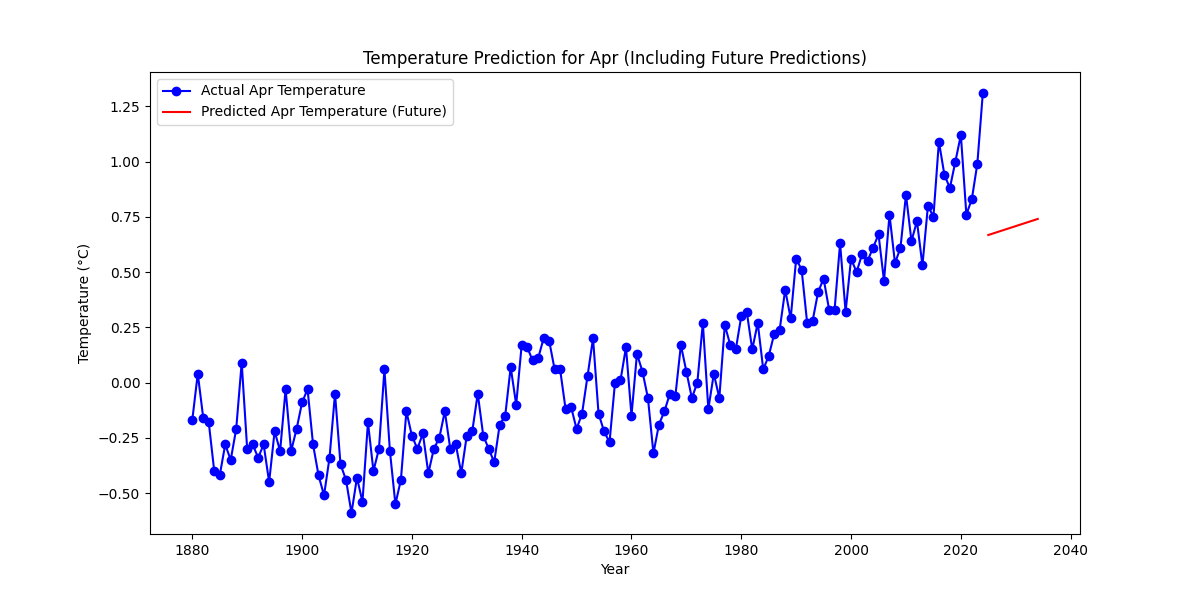 Temperature Prediction for Apr (Including Future Predictions)
Actual Apr Temperature
Predicted Apr Temperature (Future)
Temperature (°C)
1.25
1.00
0.75
0.50
0.25
0.00
−0.25
−0.50
1880 1900 1920 1940 1960 1980 2000 2020 2040
Year